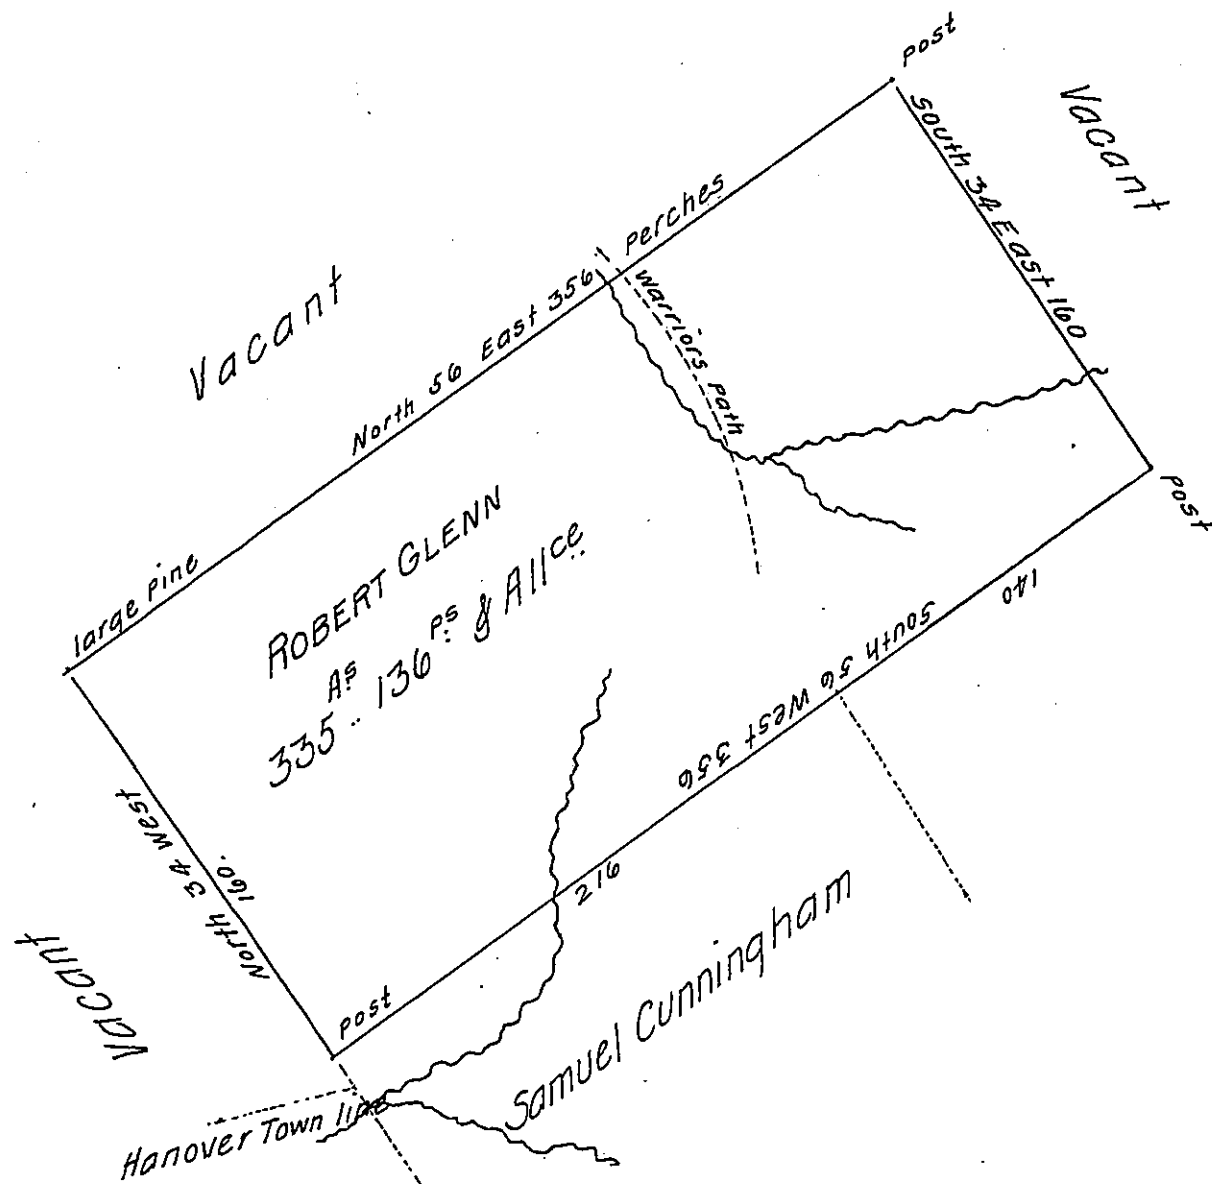 post
Vacant
South 34 East 160
Perches
North 56 East 356
Warriors Path
Vacant
large pine
post
ROBERT GLENN
As
335.. 136 ps & Allce
140
South 56 West 356
216
North 34 West
160.
Vacant
post
Samuel Cunningham
Hanover Town line